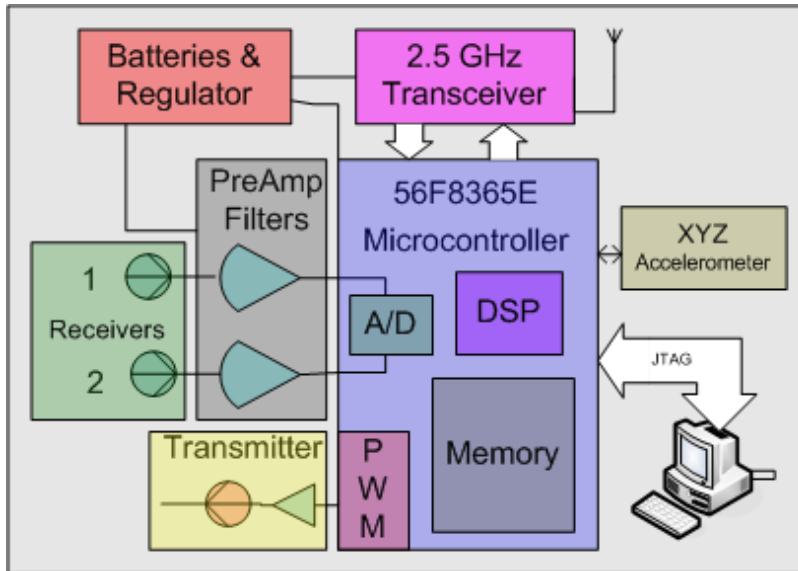 Batteries &
Regulator
2.5 GHz
Transceiver
PreAmp
Filters
56F8365E
Microcontroller
XYZ
Accelerometer
1
Receivers
2
A/D
DSP
JTAG
Memory
Transmitter
P
W
M